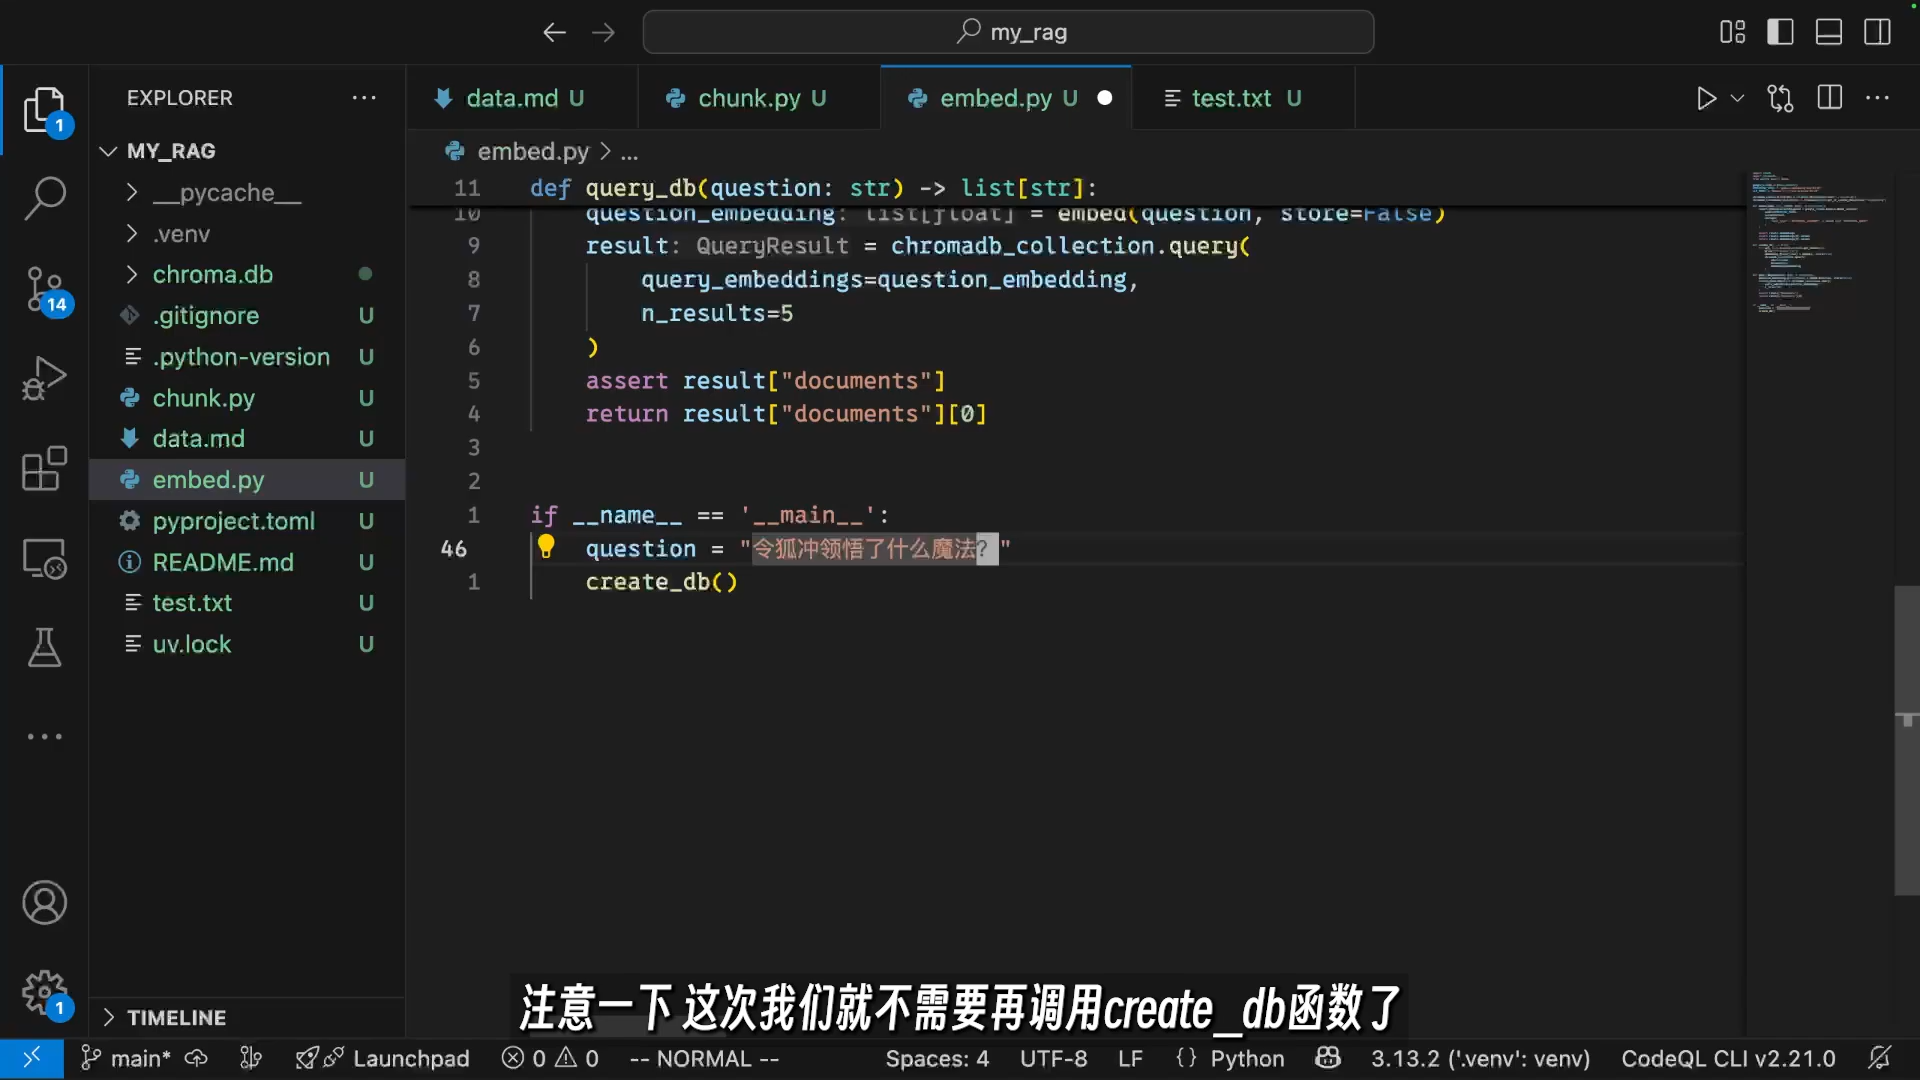 my_rag
EXPLORER
data.md U
chunk.py U
embed.py U
test.txt U
MY_RAG
embed.py > ...
__pycache__
.venv
chroma.db
.gitignore U
.python-version U
chunk.py U
data.md U
embed.py U
pyproject.toml U
README.md U
test.txt U
uv.lock U
11 def query_db(question: str) -> list[str]:
10 question_embedding: list[float] = embed(question, store=False)
9 result: QueryResult = chromadb_collection.query(
8 query_embeddings=question_embedding,
7 n_results=5
6 )
5 assert result["documents"]
4 return result["documents"][0]
3
2
1 if __name__ == '__main__':
46 question = "令狐冲领悟了什么魔法？"
1 create_db()
1
14
1
TIMELINE
注意一下 这次我们就不需要再调用create_db函数了
main* Launchpad 0 0 -- NORMAL -- Spaces: 4 UTF-8 LF {} Python 3.13.2 ('.venv': venv) CodeQL CLI v2.21.0